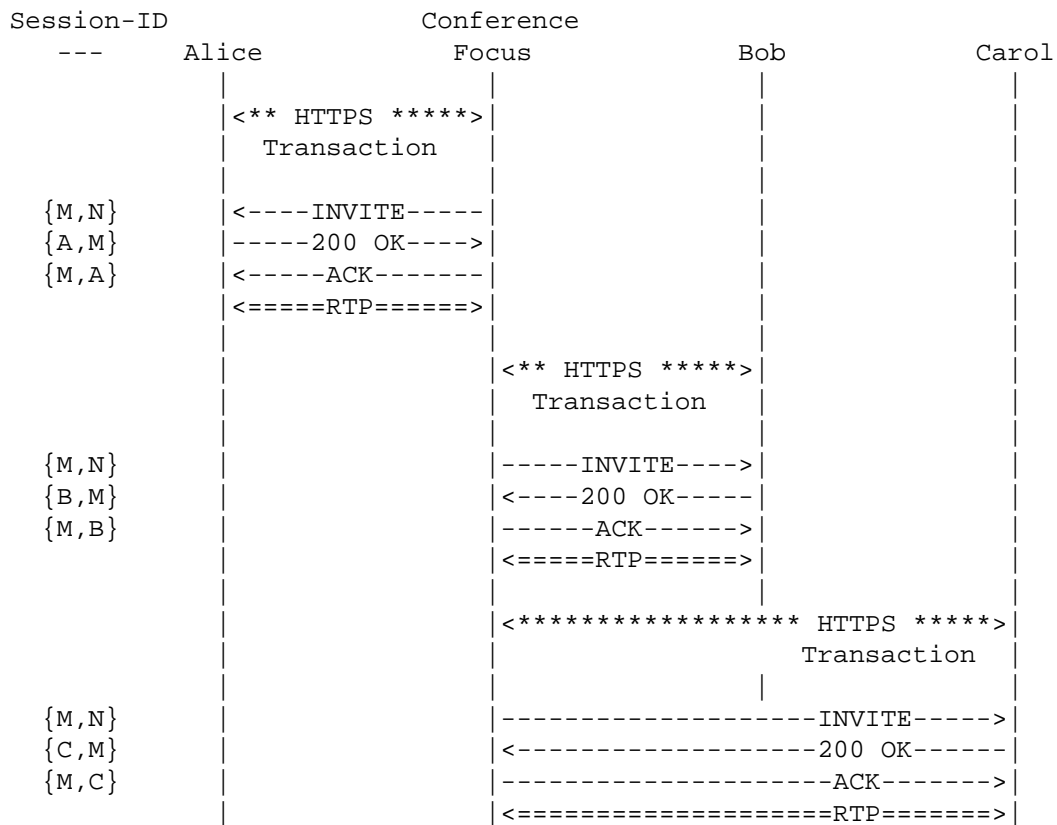 Session-ID                Conference
   ---     Alice            Focus            Bob            Carol
             |                |                |               |
             |<** HTTPS *****>|                |               |
             |  Transaction   |                |               |
             |                |                |               |
  {M,N}      |<----INVITE-----|                |               |
  {A,M}      |-----200 OK---->|                |               |
  {M,A}      |<-----ACK-------|                |               |
             |<=====RTP======>|                |               |
             |                |                |               |
             |                |<** HTTPS *****>|               |
             |                |  Transaction   |               |
             |                |                |               |
  {M,N}      |                |-----INVITE---->|               |
  {B,M}      |                |<----200 OK-----|               |
  {M,B}      |                |------ACK------>|               |
             |                |<=====RTP======>|               |
             |                |                |               |
             |                |<****************** HTTPS *****>|
             |                |                   Transaction  |
             |                |                |               |
  {M,N}      |                |--------------------INVITE----->|
  {C,M}      |                |<-------------------200 OK------|
  {M,C}      |                |---------------------ACK------->|
             |                |<====================RTP=======>|